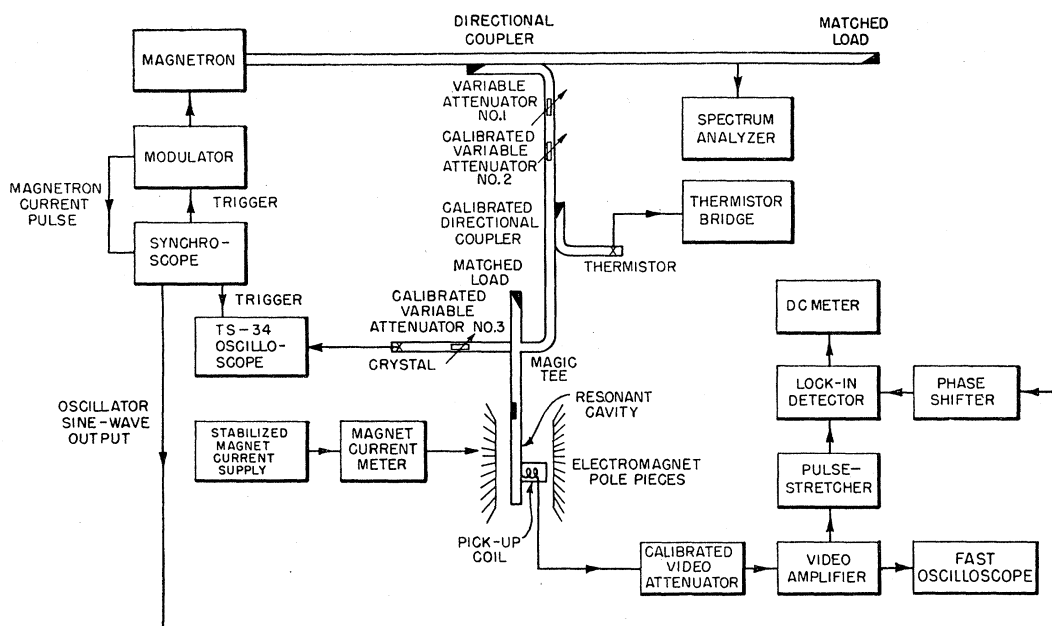 DIRECTIONAL
COUPLER
MATCHED
LOAD
MAGNETRON
VARIABLE
ATTENUATOR
NO.1
SPECTRUM
ANALYZER
CALIBRATED
VARIABLE
ATTENUATOR
NO.2
MODULATOR
MAGNETRON
CURRENT
PULSE
TRIGGER
CALIBRATED
DIRECTIONAL
COUPLER
THERMISTOR
BRIDGE
SYNCHRO-
SCOPE
THERMISTOR
MATCHED
LOAD
TRIGGER
CALIBRATED
VARIABLE
ATTENUATOR NO.3
DC METER
TS-34
OSCILLO-
SCOPE
CRYSTAL
MAGIC
TEE
LOCK-IN
DETECTOR
PHASE
SHIFTER
RESONANT
CAVITY
OSCILLATOR
SINE-WAVE
OUTPUT
STABILIZED
MAGNET
CURRENT
SUPPLY
MAGNET
CURRENT
METER
ELECTROMAGNET
POLE PIECES
PULSE-
STRETCHER
PICK-UP
COIL
CALIBRATED
VIDEO
ATTENUATOR
VIDEO
AMPLIFIER
FAST
OSCILLOSCOPE